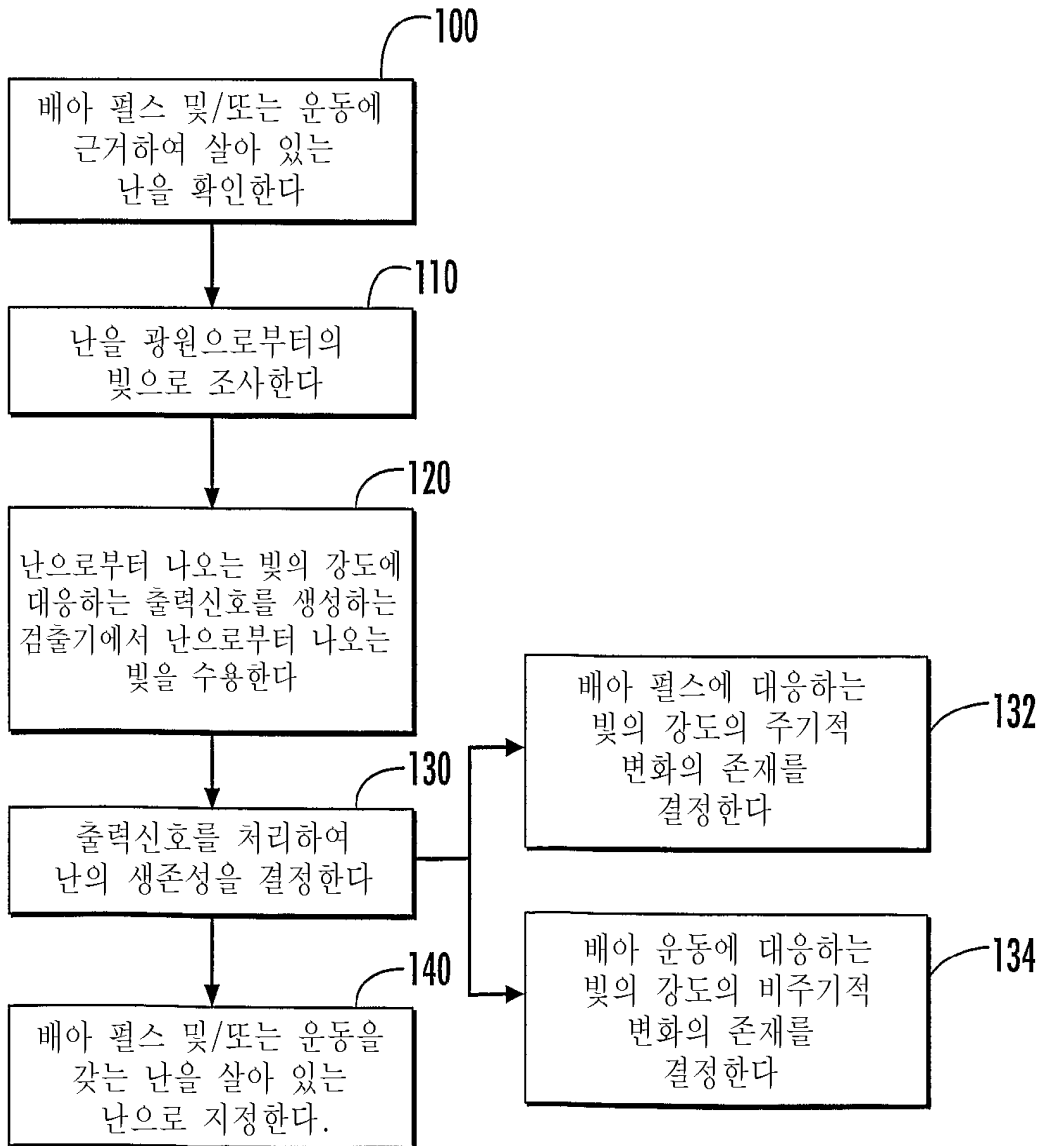 100
배아 펄스 및/또는 운동에
근거하여 살아 있는
난을 확인한다
110
난을 광원으로부터의
빛으로 조사한다
120
난으로부터 나오는 빛의 강도에
대응하는 출력신호를 생성하는
검출기에서 난으로부터 나오는
빛을 수용한다
130
출력신호를 처리하여
난의 생존성을 결정한다
132
배아 펄스에 대응하는
빛의 강도의 주기적
변화의 존재를
결정한다
134
배아 운동에 대응하는
빛의 강도의 비주기적
변화의 존재를
결정한다
140
배아 펄스 및/또는 운동을
갖는 난을 살아 있는
난으로 지정한다.